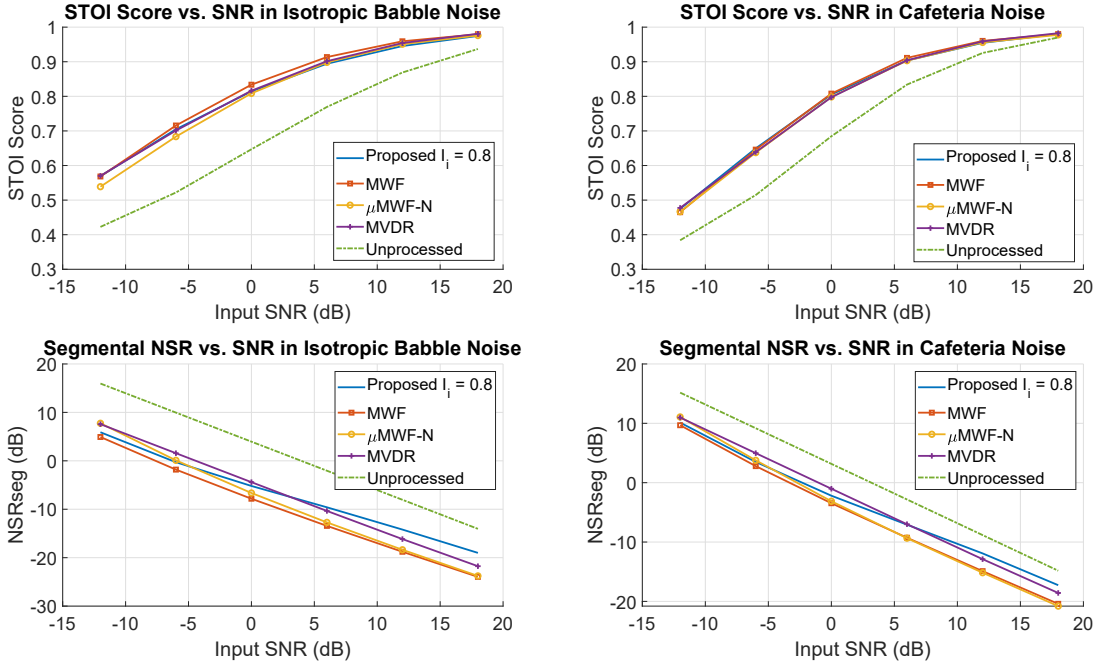 STOI Score vs. SNR in Isotropic Babble Noise
1
0.9
0.8
0.7
0.6
0.5
0.4
0.3
STOI Score
Proposed I_i = 0.8
MWF
μMWF-N
MVDR
Unprocessed
-15 -10 -5 0 5 10 15 20
Input SNR (dB)
STOI Score vs. SNR in Cafeteria Noise
1
0.9
0.8
0.7
0.6
0.5
0.4
0.3
STOI Score
Proposed I_i = 0.8
MWF
μMWF-N
MVDR
Unprocessed
-15 -10 -5 0 5 10 15 20
Input SNR (dB)
Segmental NSR vs. SNR in Isotropic Babble Noise
20
10
0
-10
-20
-30
NSRseg (dB)
Proposed I_i = 0.8
MWF
μMWF-N
MVDR
Unprocessed
-15 -10 -5 0 5 10 15 20
Input SNR (dB)
Segmental NSR vs. SNR in Cafeteria Noise
20
10
0
-10
-20
NSRseg (dB)
Proposed I_i = 0.8
MWF
μMWF-N
MVDR
Unprocessed
-15 -10 -5 0 5 10 15 20
Input SNR (dB)